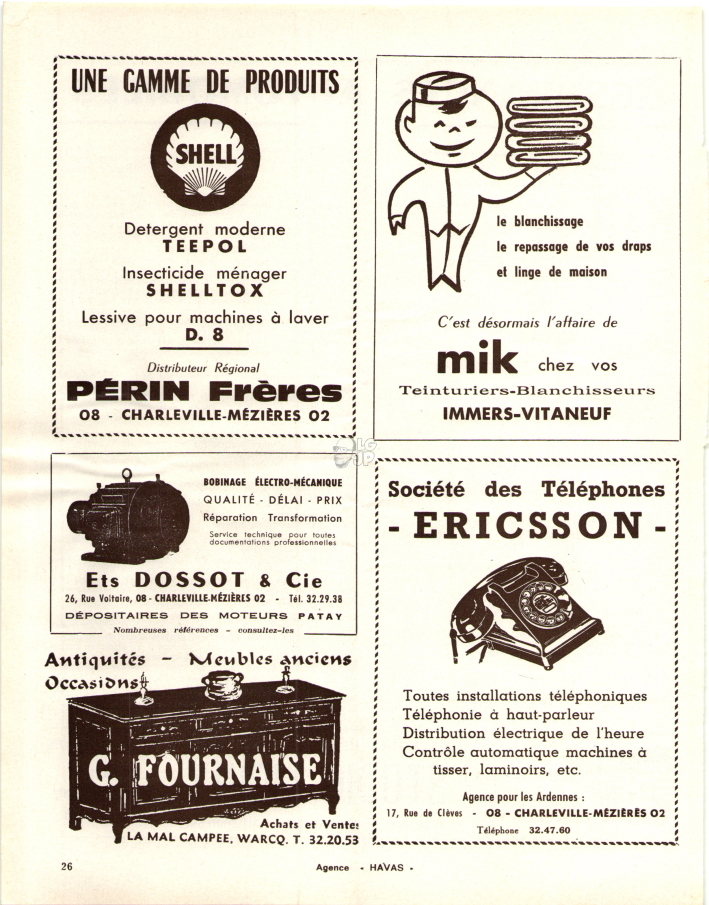 UNE GAMME DE PRODUITS
SHELL
Detergent moderne
TEEPOL
Insecticide ménager
SHELLTOX
Lessive pour machines à laver
D. 8
Distributeur Régional
PÉRIN Frères
08 - CHARLEVILLE-MÉZIÈRES 02
le blanchissage
le repassage de vos draps
et linge de maison
C'est désormais l'affaire de
mik chez vos
Teinturiers-Blanchisseurs
IMMERS-VITANEUF
LG
JP
BOBINAGE ÉLECTRO-MÉCANIQUE
QUALITÉ - DÉLAI - PRIX
Réparation Transformation
Service technique pour toutes
documentations professionnelles
Ets DOSSOT & Cie
26, Rue Voltaire, 08 - CHARLEVILLE-MÉZIÈRES 02 - Tél. 32.29.38
DÉPOSITAIRES DES MOTEURS PATAY
Nombreuses références - consultez-les
Antiquités - Meubles anciens
Occasions
G. FOURNAISE
Achats et Ventes
LA MAL CAMPEE, WARCQ. T. 32.20.53
Société des Téléphones
- ERICSSON -
Toutes installations téléphoniques
Téléphonie à haut-parleur
Distribution électrique de l'heure
Contrôle automatique machines à
tisser, laminoirs, etc.
Agence pour les Ardennes :
17, Rue de Clèves - 08 - CHARLEVILLE-MÉZIÈRES 02
Téléphone 32.47.60
26
Agence - HAVAS -